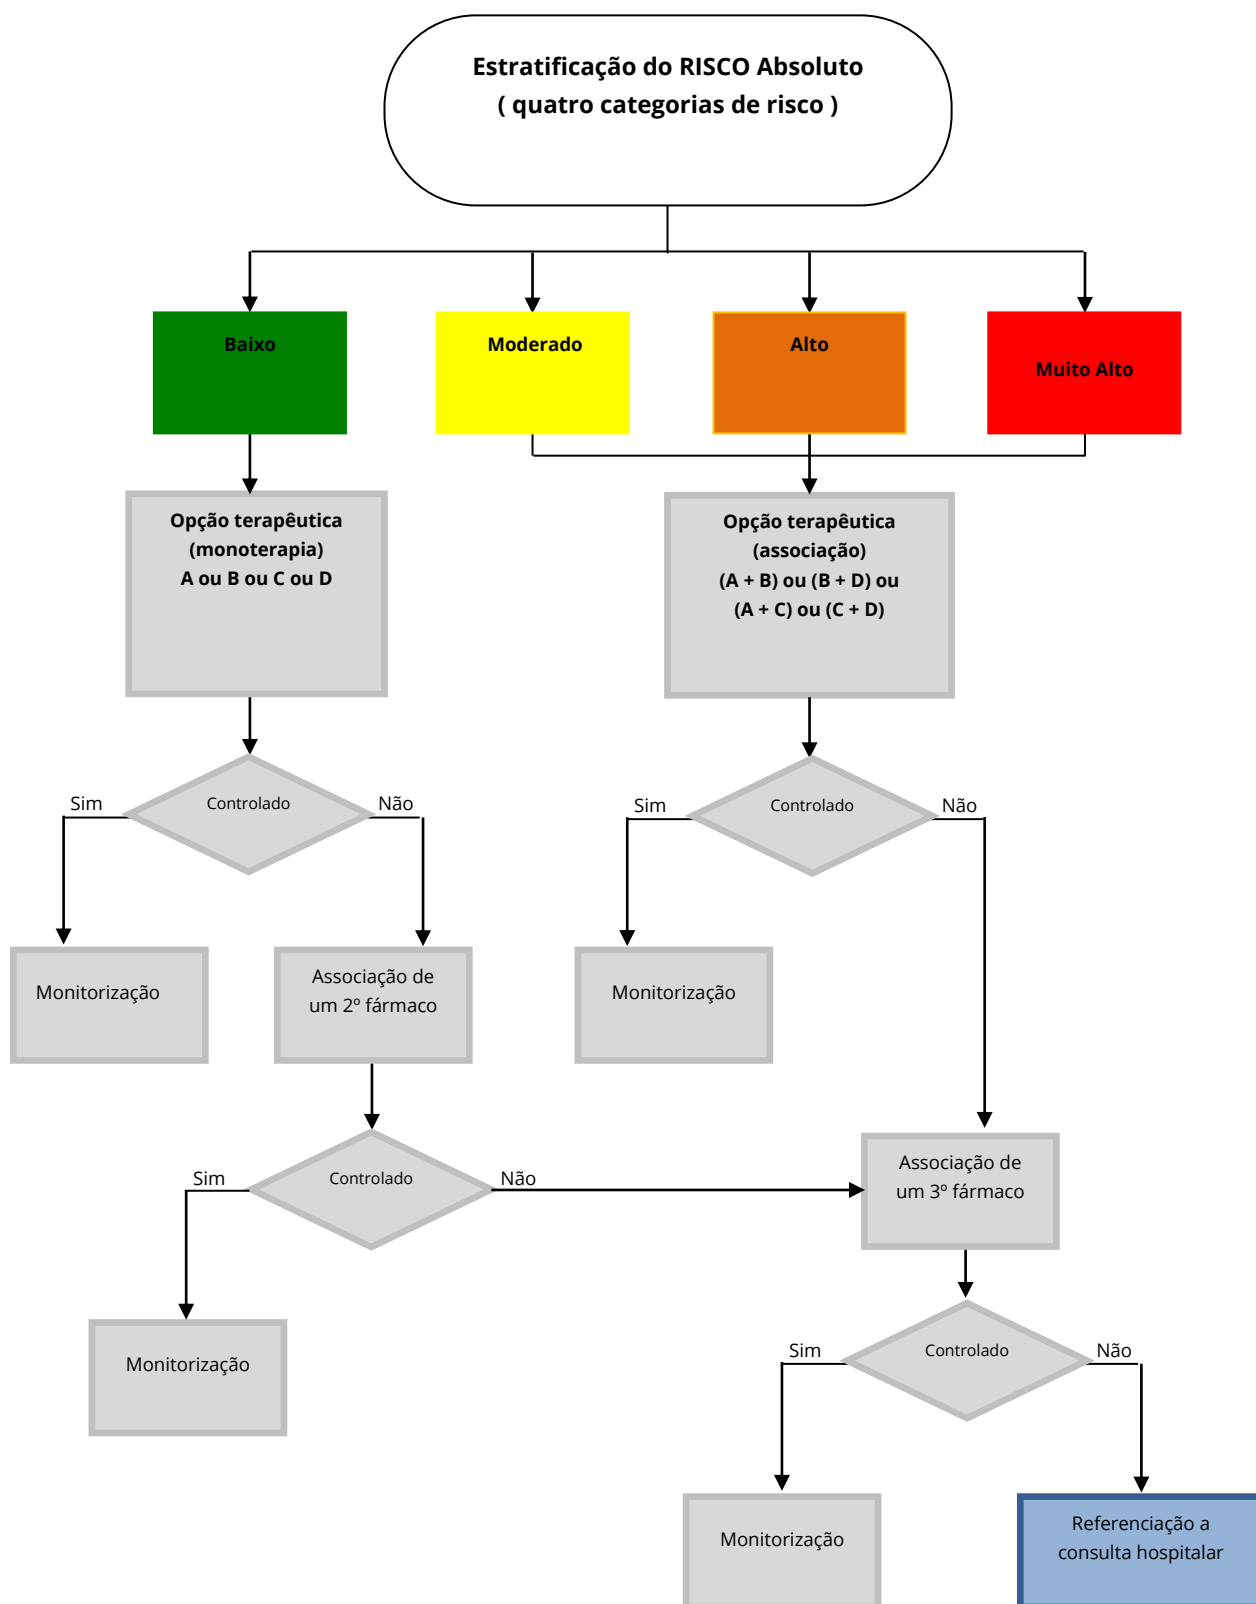 Estratificação do RISCO Absoluto
( quatro categorias de risco )
Baixo
Moderado
Alto
Muito Alto
Opção terapêutica
(monoterapia)
A ou B ou C ou D
Opção terapêutica
(associação)
(A + B) ou (B + D) ou
(A + C) ou (C + D)
Sim
Controlado
Não
Sim
Controlado
Não
Monitorização
Associação de
um 2º fármaco
Monitorização
Sim
Controlado
Não
Associação de
um 3º fármaco
Monitorização
Sim
Controlado
Não
Monitorização
Referenciação a
consulta hospitalar